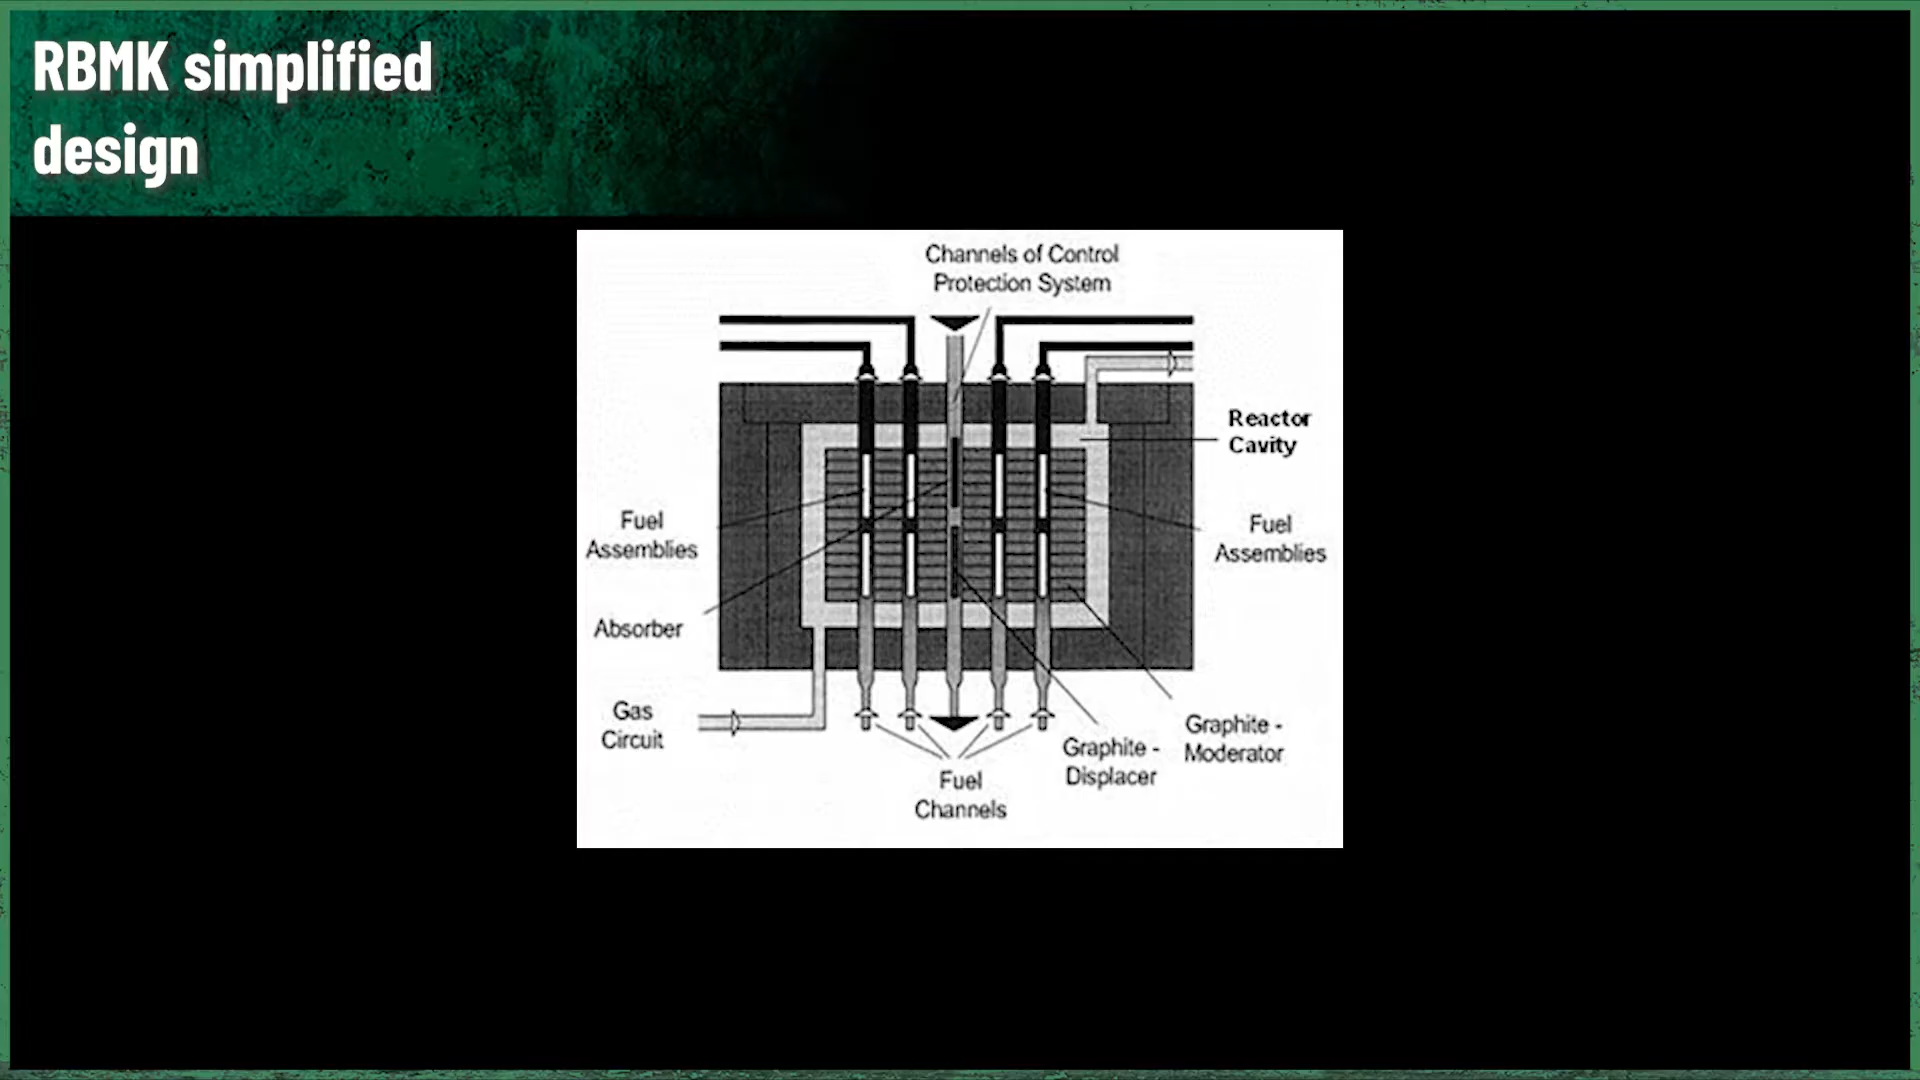 RBMK simplified
design
Channels of Control
Protection System
Reactor
Cavity
Fuel
Assemblies
Fuel
Assemblies
Absorber
Gas
Circuit
Graphite -
Displacer
Graphite -
Moderator
Fuel
Channels